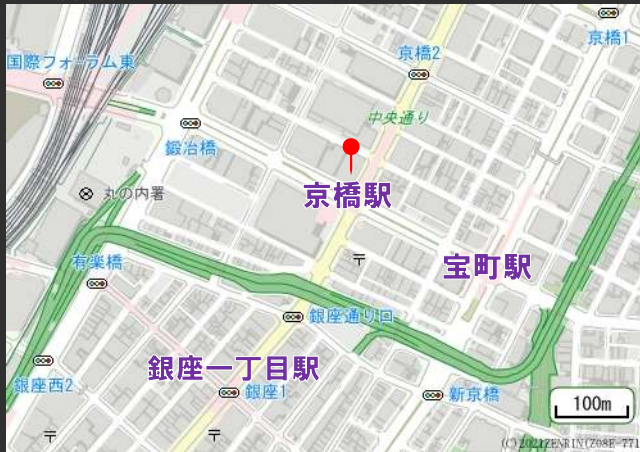 京橋1
京橋2
国際フォーラム東
中央通り
鍛冶橋
丸の内署
京橋駅
有楽橋
宝町駅
銀座通り口
銀座一丁目駅
銀座西2
銀座1
新京橋
100m
(C)2021ZENRIN(Z08E-771